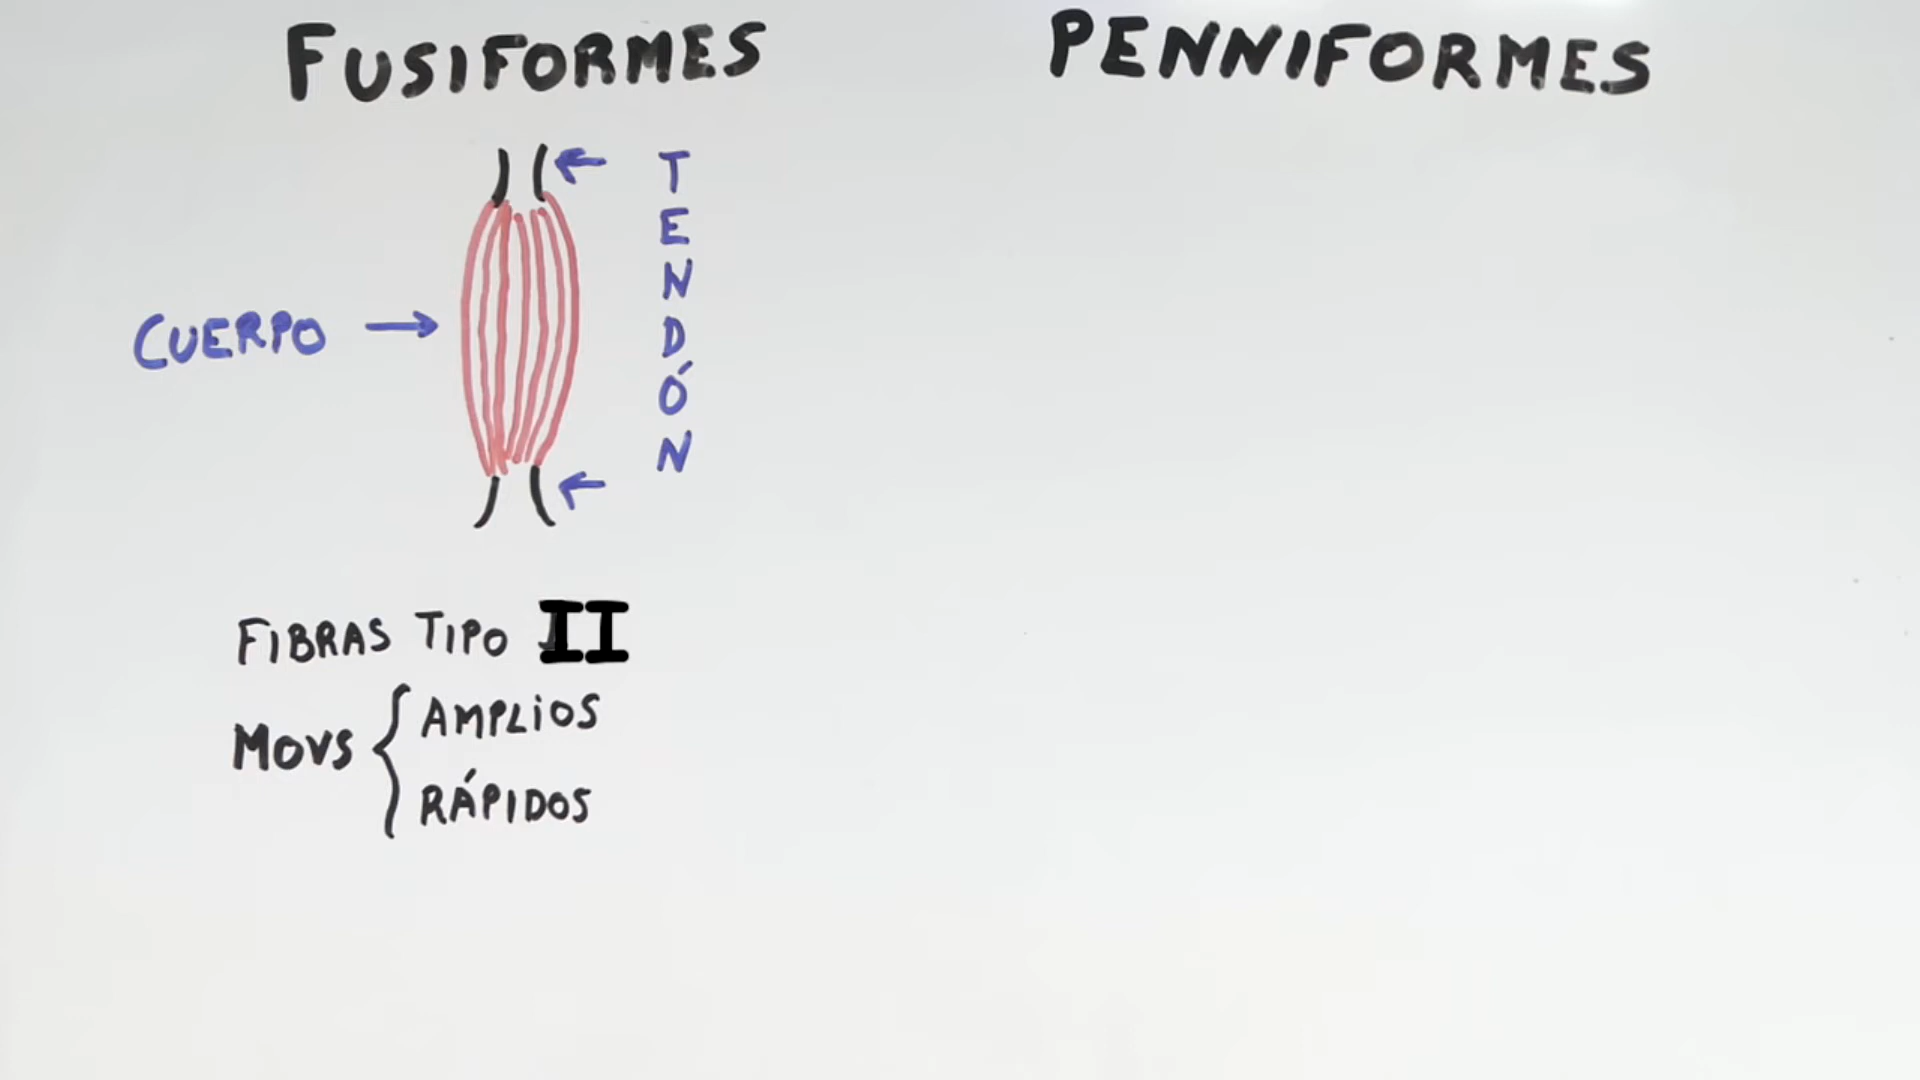 FUSIFORMES
PENNIFORMES
TENDÓN
CUERPO
FIBRAS TIPO II
MOVS { AMPLIOS
RÁPIDOS